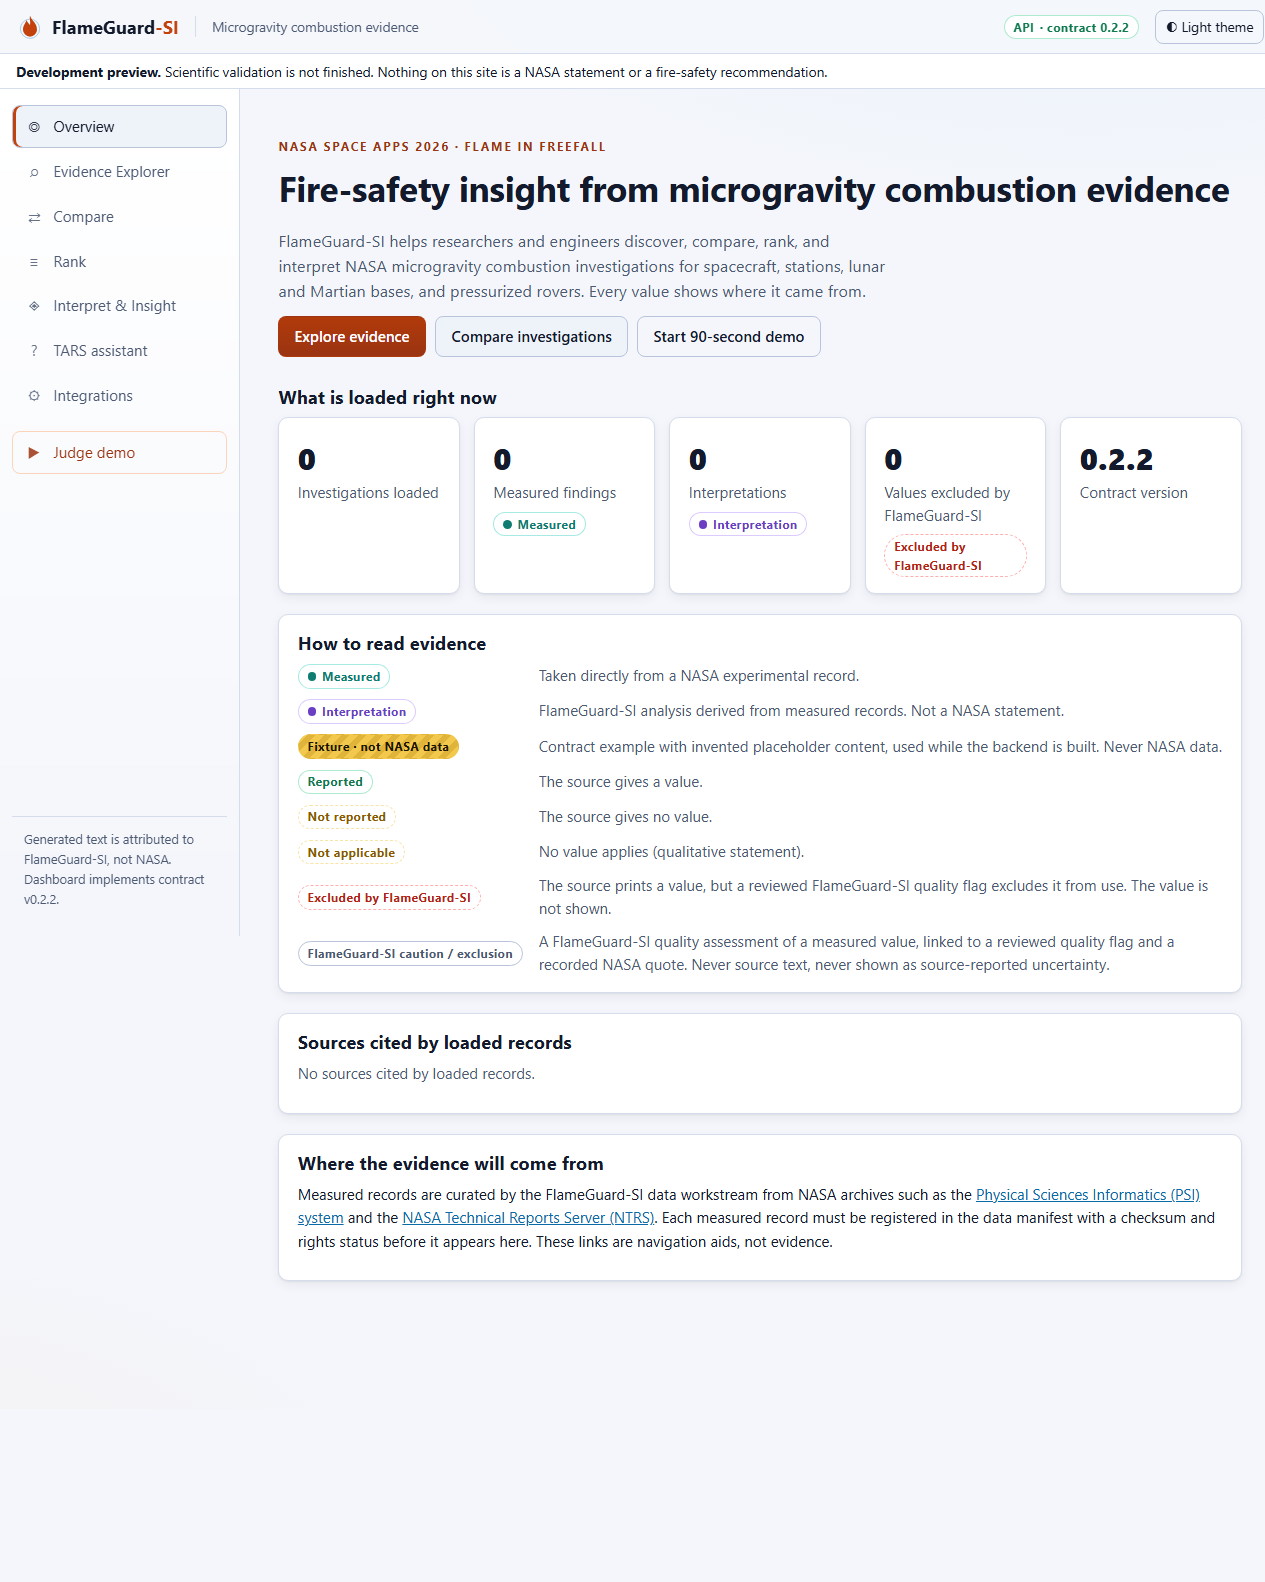 FlameGuard-SI
Microgravity combustion evidence
API · contract 0.2.2
Light theme
Development preview. Scientific validation is not finished. Nothing on this site is a NASA statement or a fire-safety recommendation.
Overview
Evidence Explorer
Compare
Rank
Interpret & Insight
? TARS assistant
Integrations
Judge demo
Generated text is attributed to
FlameGuard-SI, not NASA.
Dashboard implements contract
v0.2.2.
NASA SPACE APPS 2026 · FLAME IN FREEFALL
Fire-safety insight from microgravity combustion evidence
FlameGuard-SI helps researchers and engineers discover, compare, rank, and
interpret NASA microgravity combustion investigations for spacecraft, stations, lunar
and Martian bases, and pressurized rovers. Every value shows where it came from.
Explore evidence
Compare investigations
Start 90-second demo
What is loaded right now
0
Investigations loaded
0
Measured findings
Measured
0
Interpretations
Interpretation
0
Values excluded by
FlameGuard-SI
Excluded by
FlameGuard-SI
0.2.2
Contract version
How to read evidence
Measured
Taken directly from a NASA experimental record.
Interpretation
FlameGuard-SI analysis derived from measured records. Not a NASA statement.
Fixture · not NASA data
Contract example with invented placeholder content, used while the backend is built. Never NASA data.
Reported
The source gives a value.
Not reported
The source gives no value.
Not applicable
No value applies (qualitative statement).
Excluded by FlameGuard-SI
The source prints a value, but a reviewed FlameGuard-SI quality flag excludes it from use. The value is
not shown.
FlameGuard-SI caution / exclusion
A FlameGuard-SI quality assessment of a measured value, linked to a reviewed quality flag and a
recorded NASA quote. Never source text, never shown as source-reported uncertainty.
Sources cited by loaded records
No sources cited by loaded records.
Where the evidence will come from
Measured records are curated by the FlameGuard-SI data workstream from NASA archives such as the Physical Sciences Informatics (PSI)
system and the NASA Technical Reports Server (NTRS). Each measured record must be registered in the data manifest with a checksum and
rights status before it appears here. These links are navigation aids, not evidence.